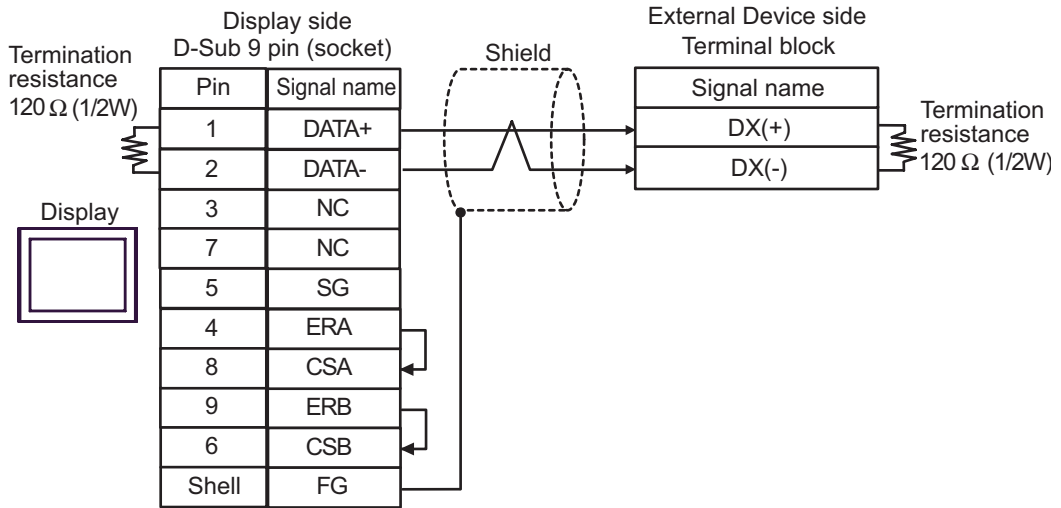 Display side
D-Sub 9 pin (socket)
Termination
resistance
120 Ω (1/2W)
Pin Signal name
1 DATA+
2 DATA-
3 NC
7 NC
5 SG
4 ERA
8 CSA
9 ERB
6 CSB
Shell FG
Display
Shield
External Device side
Terminal block
Signal name
DX(+)
DX(-)
Termination
resistance
120 Ω (1/2W)